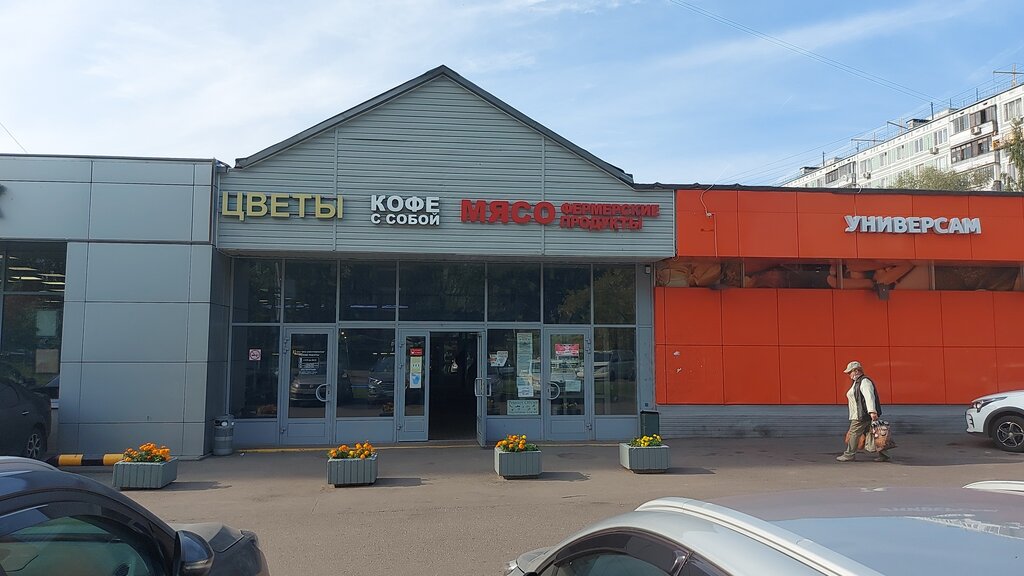 ЦВЕТЫ
КОФЕ
С СОБОЙ
МЯСО
ФЕРМЕРСКИЕ
ПРОДУКТЫ
УНИВЕРСАМ